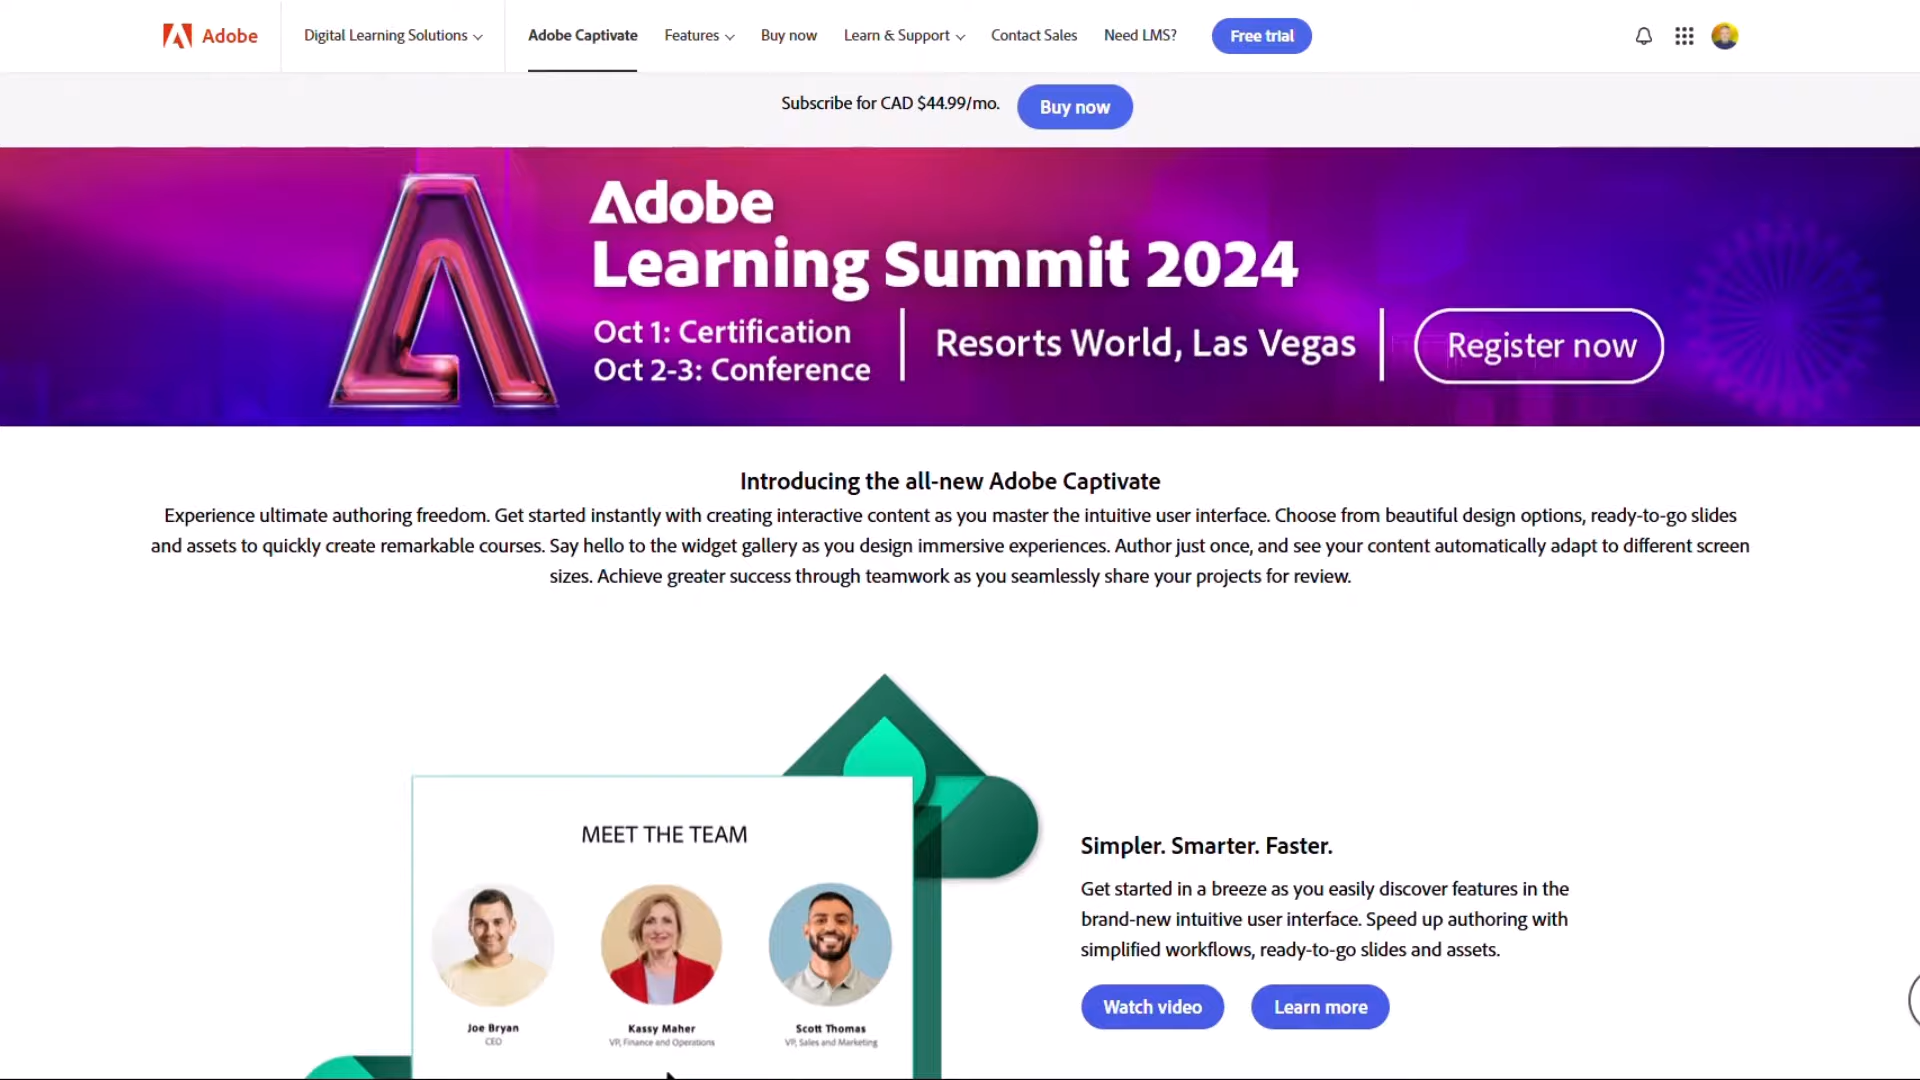 Adobe
Digital Learning Solutions
Adobe Captivate
Features
Buy now
Learn & Support
Contact Sales
Need LMS?
Free trial
Subscribe for CAD $44.99/mo.
Buy now
Adobe
Learning Summit 2024
Oct 1: Certification
Oct 2-3: Conference
Resorts World, Las Vegas
Register now
Introducing the all-new Adobe Captivate
Experience ultimate authoring freedom. Get started instantly with creating interactive content as you master the intuitive user interface. Choose from beautiful design options, ready-to-go slides
and assets to quickly create remarkable courses. Say hello to the widget gallery as you design immersive experiences. Author just once, and see your content automatically adapt to different screen
sizes. Achieve greater success through teamwork as you seamlessly share your projects for review.
MEET THE TEAM
Joe Bryan
CEO
Kassy Maher
VP, Finance and Operations
Scott Thomas
VP, Sales and Marketing
Simpler. Smarter. Faster.
Get started in a breeze as you easily discover features in the
brand-new intuitive user interface. Speed up authoring with
simplified workflows, ready-to-go slides and assets.
Watch video
Learn more